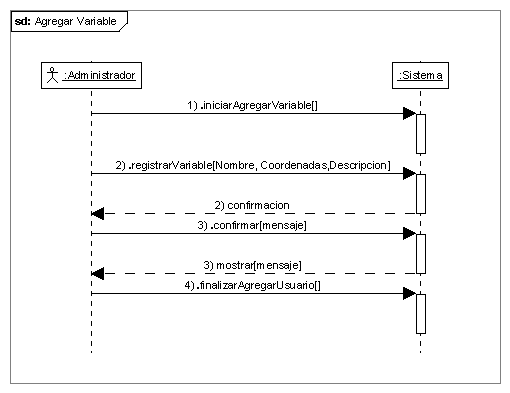 sd: Agregar Variable
:Administrador
:Sistema
1) .iniciarAgregarVariable[]
2) .registrarVariable[Nombre, Coordenadas,Descripcion]
2) confirmacion
3) .confirmar[mensaje]
3) mostrar[mensaje]
4) .finalizarAgregarUsuario[]